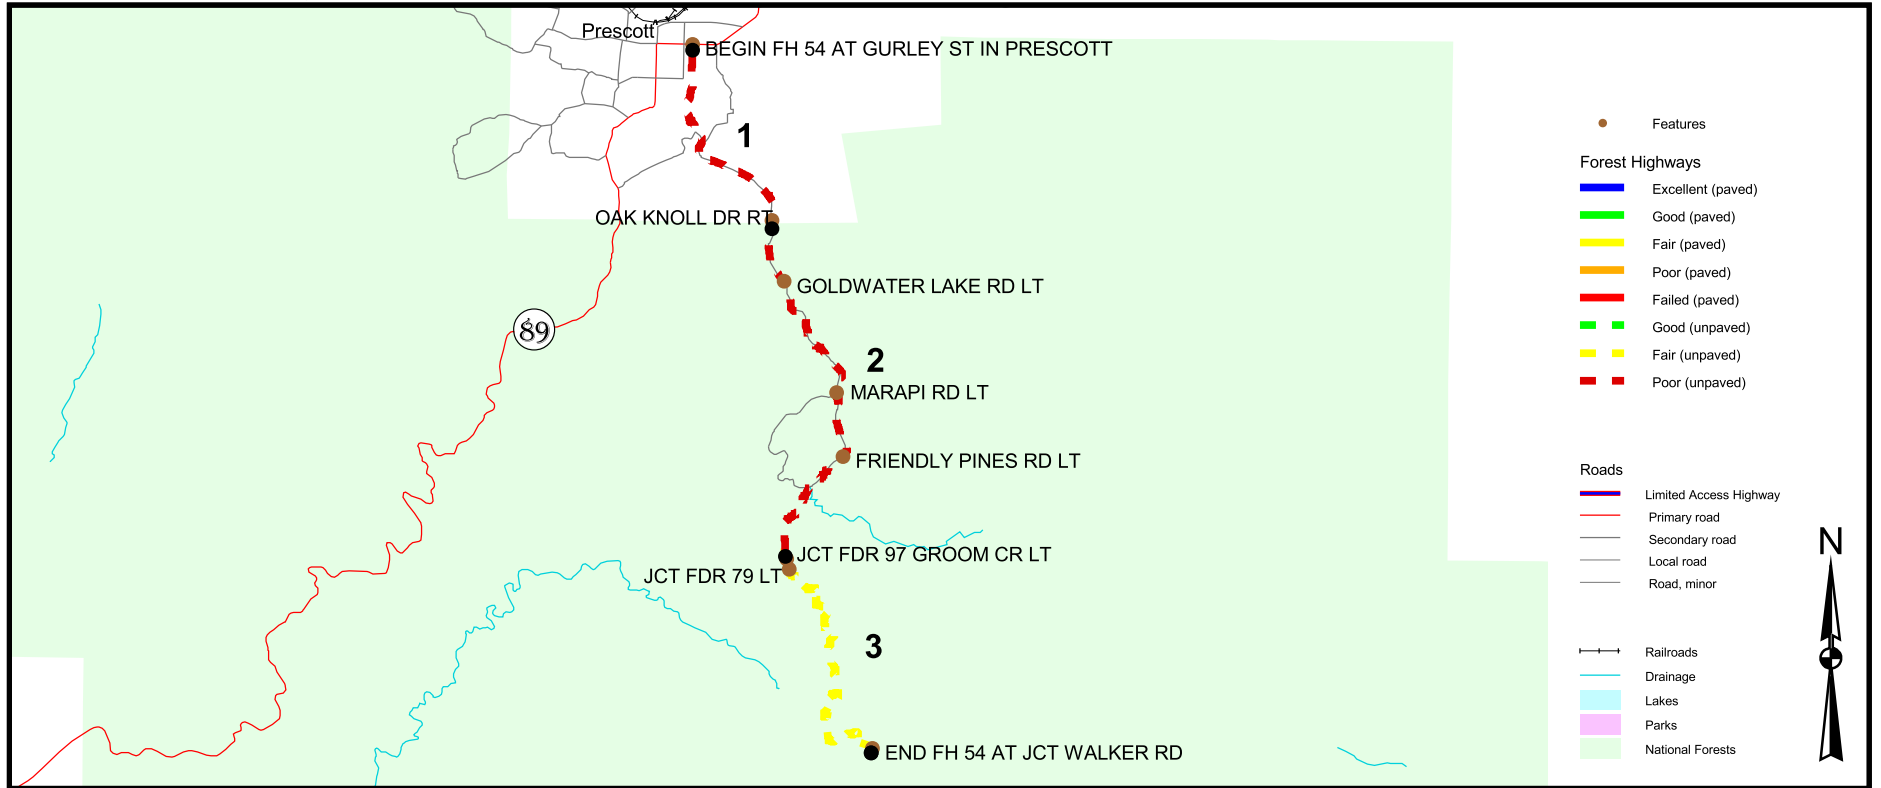 Prescott
BEGIN FH 54 AT GURLEY ST IN PRESCOTT
1
OAK KNOLL DR RT
GOLDWATER LAKE RD LT
89
2
MARAPI RD LT
FRIENDLY PINES RD LT
JCT FDR 97 GROOM CR LT
JCT FDR 79 LT
3
END FH 54 AT JCT WALKER RD
Features
Forest Highways
Excellent (paved)
Good (paved)
Fair (paved)
Poor (paved)
Failed (paved)
Good (unpaved)
Fair (unpaved)
Poor (unpaved)
Roads
Limited Access Highway
Primary road
Secondary road
Local road
Road, minor
Railroads
Drainage
Lakes
Parks
National Forests
N